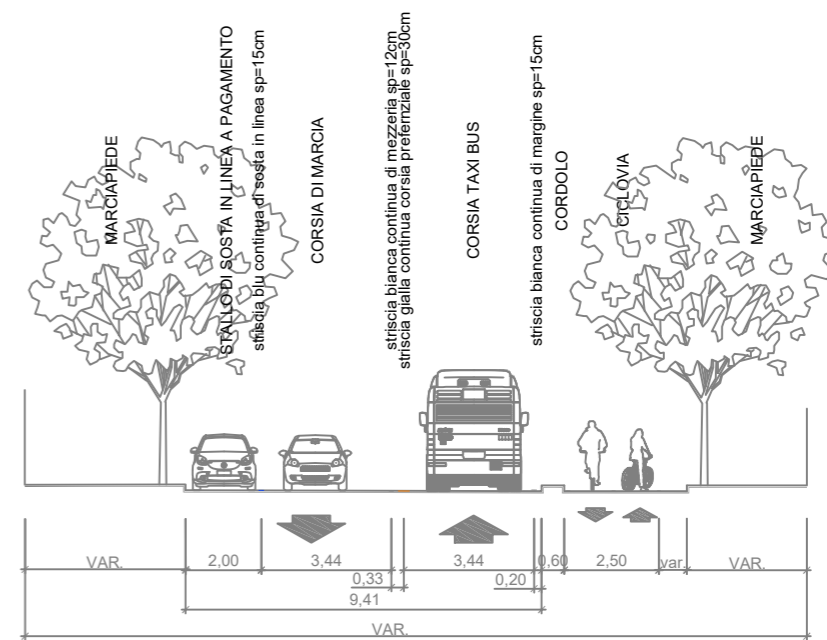 MARCIAPIEDE
STALLO DI SOSTA IN LINEA A PAGAMENTO
striscia blu continua di sosta in linea sp=15cm
CORSIA DI MARCIA
striscia bianca continua di mezzeria sp=12cm
striscia gialla continua corsia prefernziale sp=30cm
CORSIA TAXI BUS
striscia bianca continua di margine sp=15cm
CORDOLO
CICLOVIA
MARCIAPIEDE
VAR.
2,00
3,44
3,44
0,60
2,50
var.
VAR.
0,33
0,20
9,41
VAR.